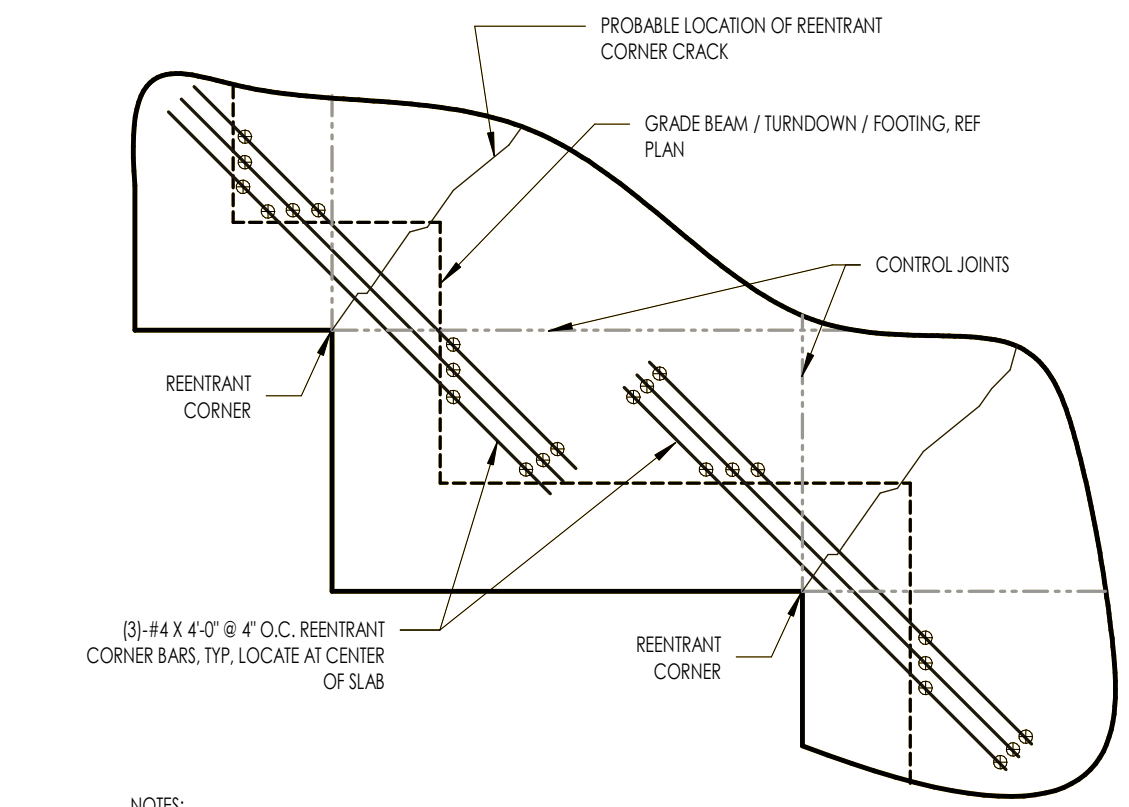 PROBABLE LOCATION OF REENTRANT
CORNER CRACK
GRADE BEAM / TURNDOWN / FOOTING, REF
PLAN
CONTROL JOINTS
REENTRANT
CORNER
(3)-#4 X 4'-0" @ 4" O.C. REENTRANT
CORNER BARS, TYP, LOCATE AT CENTER
OF SLAB
REENTRANT
CORNER
NOTES: